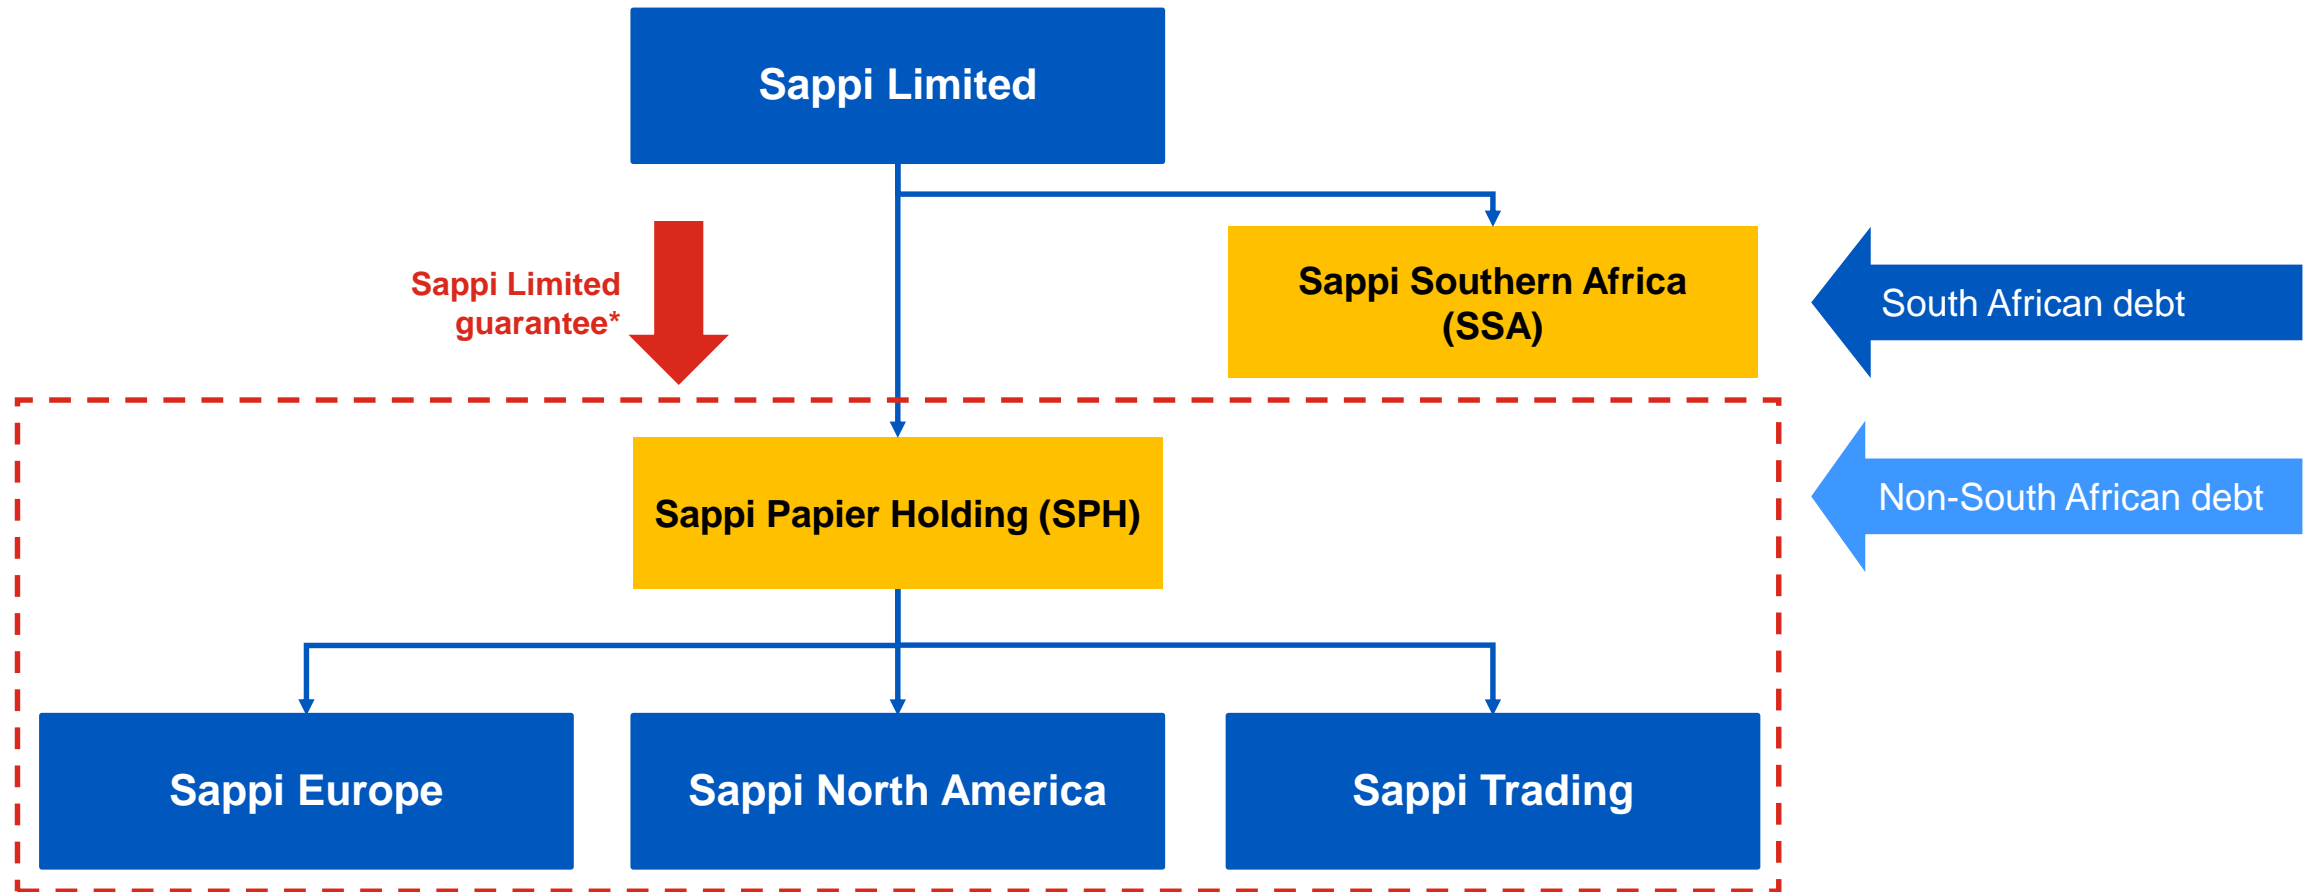 Sappi Limited
Sappi Limited
guarantee*
Sappi Southern Africa
(SSA)
South African debt
Sappi Papier Holding (SPH)
Non-South African debt
Sappi Europe
Sappi North America
Sappi Trading